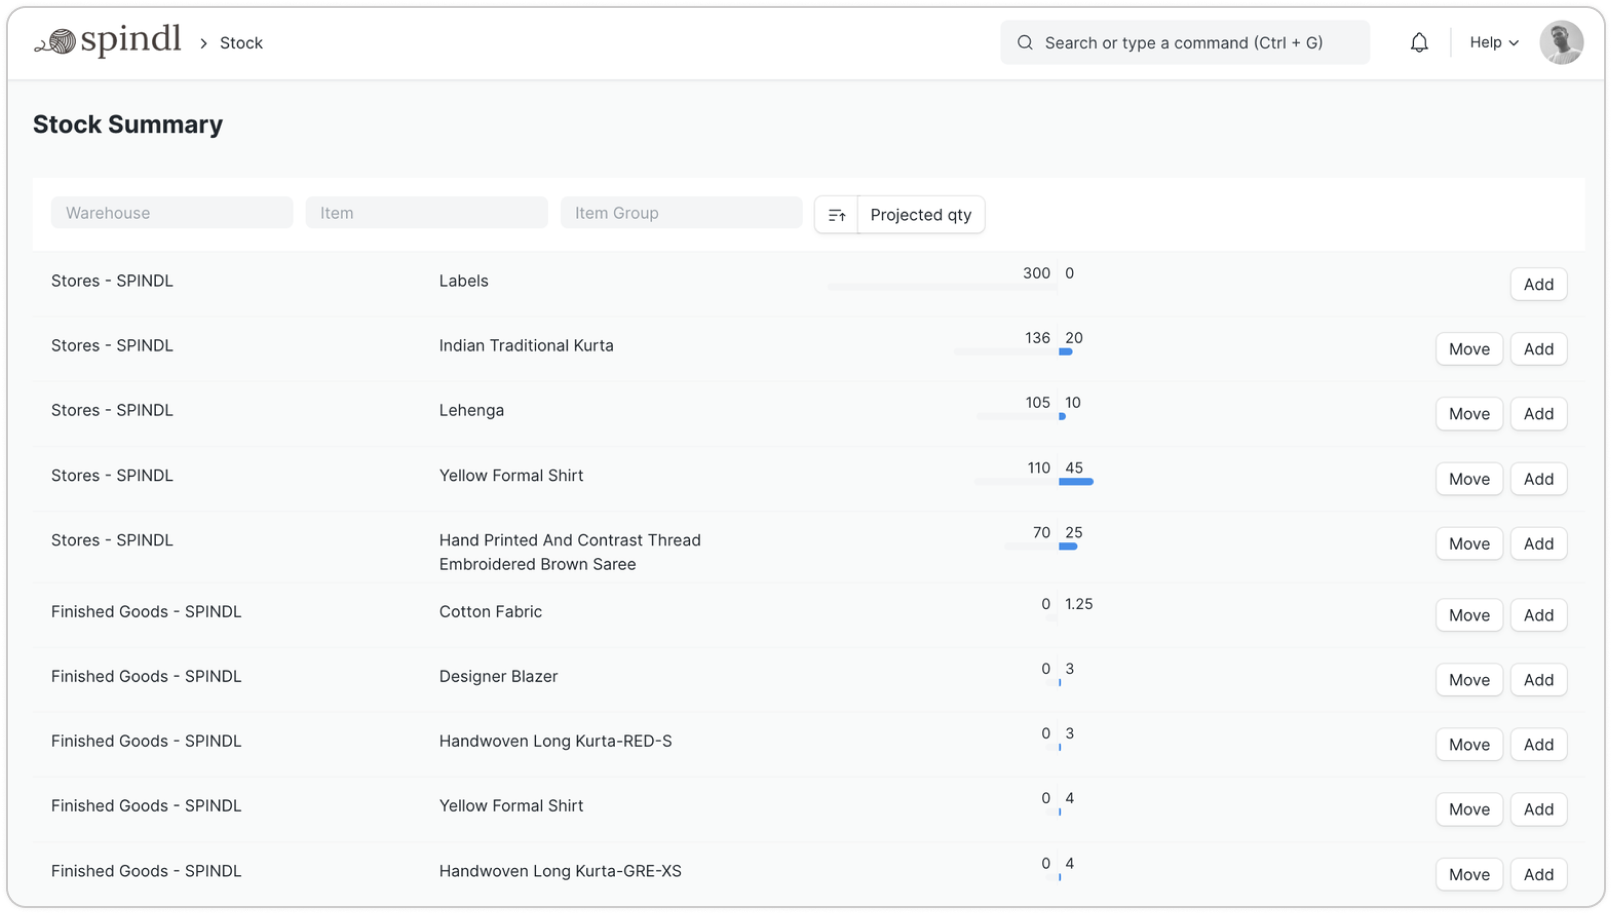 spindl > Stock
Search or type a command (Ctrl + G)
Help
Stock Summary
Warehouse
Item
Item Group
Projected qty
Stores - SPINDL
Labels
300 0
Add
Stores - SPINDL
Indian Traditional Kurta
136 20
Move
Add
Stores - SPINDL
Lehenga
105 10
Move
Add
Stores - SPINDL
Yellow Formal Shirt
110 45
Move
Add
Stores - SPINDL
Hand Printed And Contrast Thread
Embroidered Brown Saree
70 25
Move
Add
Finished Goods - SPINDL
Cotton Fabric
0 1.25
Move
Add
Finished Goods - SPINDL
Designer Blazer
0 3
Move
Add
Finished Goods - SPINDL
Handwoven Long Kurta-RED-S
0 3
Move
Add
Finished Goods - SPINDL
Yellow Formal Shirt
0 4
Move
Add
Finished Goods - SPINDL
Handwoven Long Kurta-GRE-XS
0 4
Move
Add